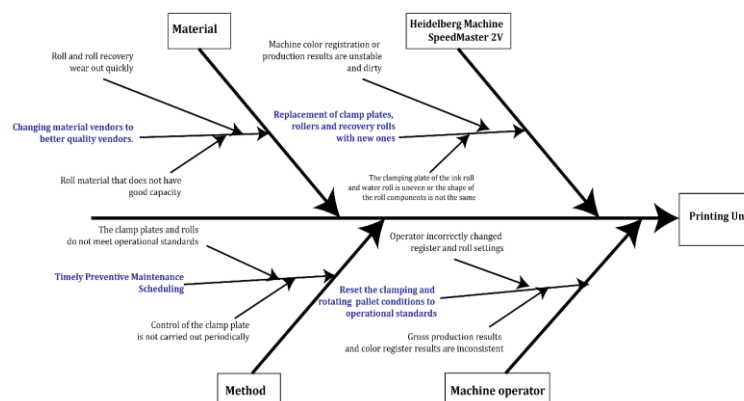 Material
Heidelberg Machine
SpeedMaster 2V
Roll and roll recovery
wear out quickly
Machine color registration or
production results are unstable
and dirty
Changing material vendors to
better quality vendors.
Replacement of clamp plates,
rollers and recovery rolls
with new ones
Roll material that does not have
good capacity
The clamping plate of the ink roll
and water roll is uneven or the shape of
the roll components is not the same
Printing Un
The clamp plates and rolls
do not meet operational standards
Operator incorrectly changed
register and roll settings
Timely Preventive Maintenance
Scheduling
Reset the clamping and
rotating pallet conditions to
operational standards
Control of the clamp plate
is not carried out periodically
Gross production results
and color register results are inconsistent
Method
Machine operator